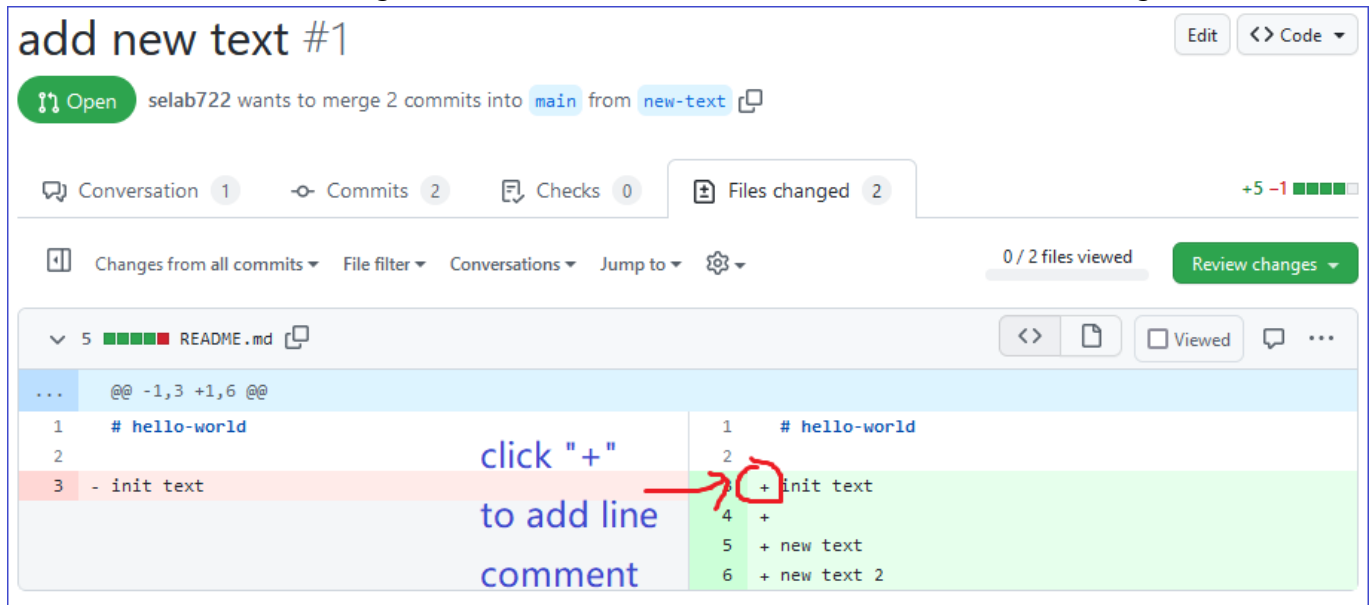 add new text #1
Edit
<> Code
Open
selab722 wants to merge 2 commits into main from new-text
Conversation 1
Commits 2
Checks 0
Files changed 2
+5 −1
Changes from all commits
File filter
Conversations
Jump to
0 / 2 files viewed
Review changes
5 README.md
<>
Viewed
...
... @@ -1,3 +1,6 @@
1 # hello-world
1 # hello-world
2
2
3 - init text
3 + init text
4 +
5 + new text
6 + new text 2
click "+"
to add line
comment